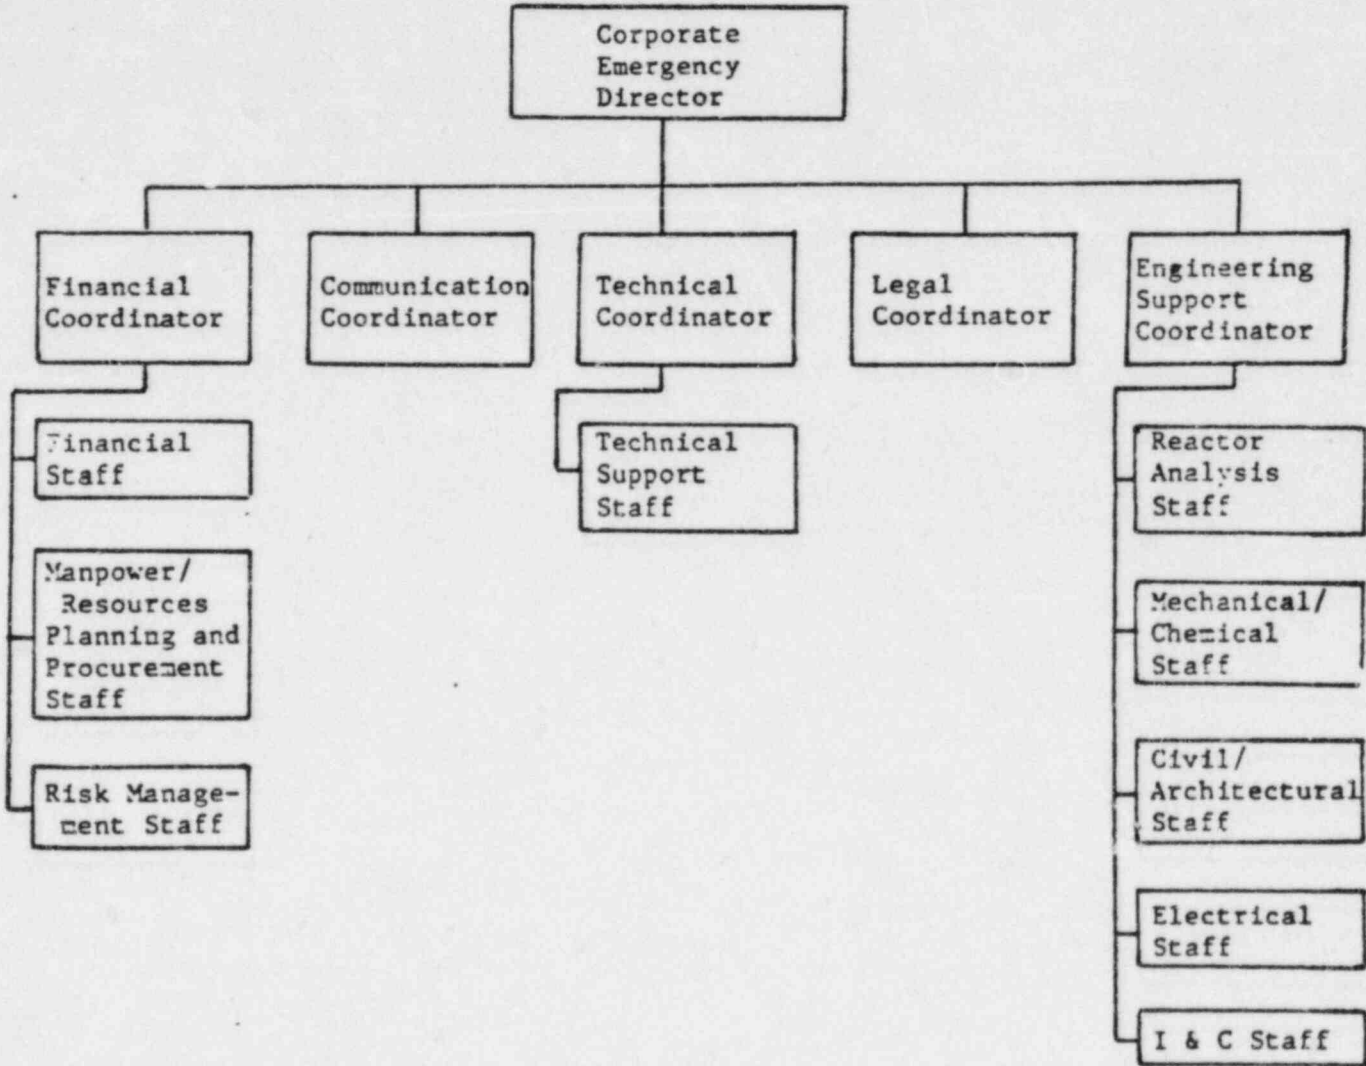 Corporate
Emergency
Director
Financial
Coordinator
Communication
Coordinator
Technical
Coordinator
Legal
Coordinator
Engineering
Support
Coordinator
Financial
Staff
Manpower/
Resources
Planning and
Procurement
Staff
Risk Manage-
ment Staff
Technical
Support
Staff
Reactor
Analysis
Staff
Mechanical/
Chemical
Staff
Civil/
Architectural
Staff
Electrical
Staff
I & C Staff